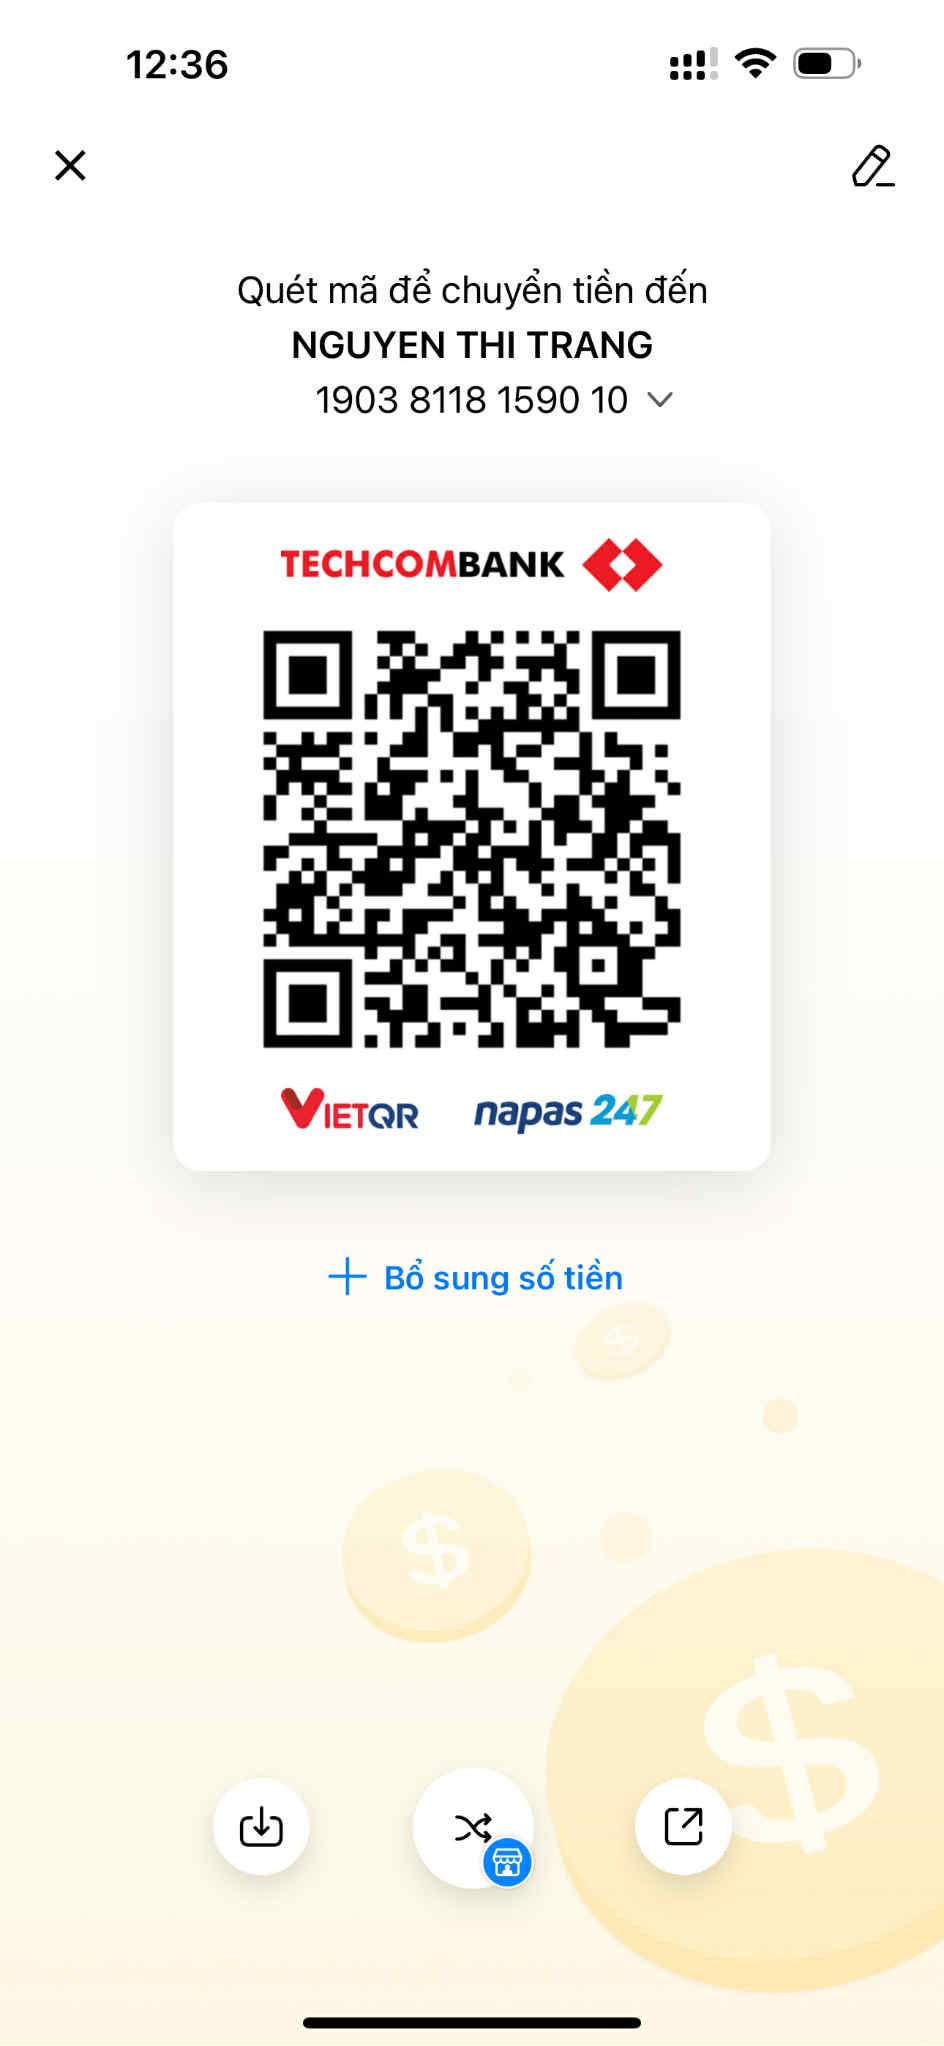 12:36
Quét mã để chuyển tiền đến
NGUYEN THI TRANG
1903 8118 1590 10
TECHCOMBANK
VIETQR napas 247
Bổ sung số tiền
$
$
$